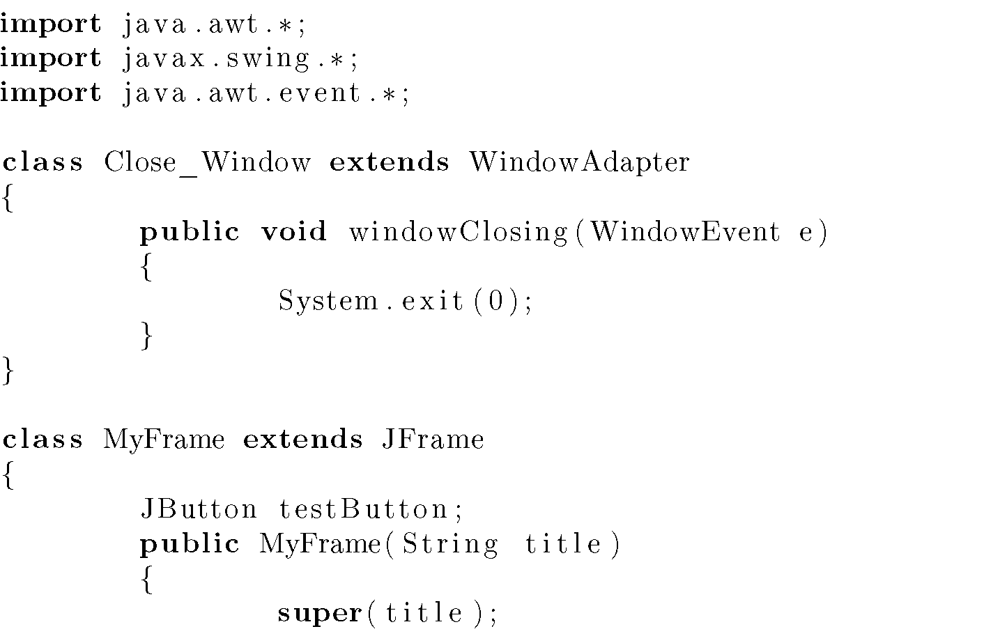 import java.awt.*;
import javax.swing.*;
import java.awt.event.*;

class Close_Window extends WindowAdapter
{
        public void windowClosing(WindowEvent e)
        {
                System.exit(0);
        }
}

class MyFrame extends JFrame
{
        JButton testButton;
        public MyFrame(String title)
        {
                super(title);